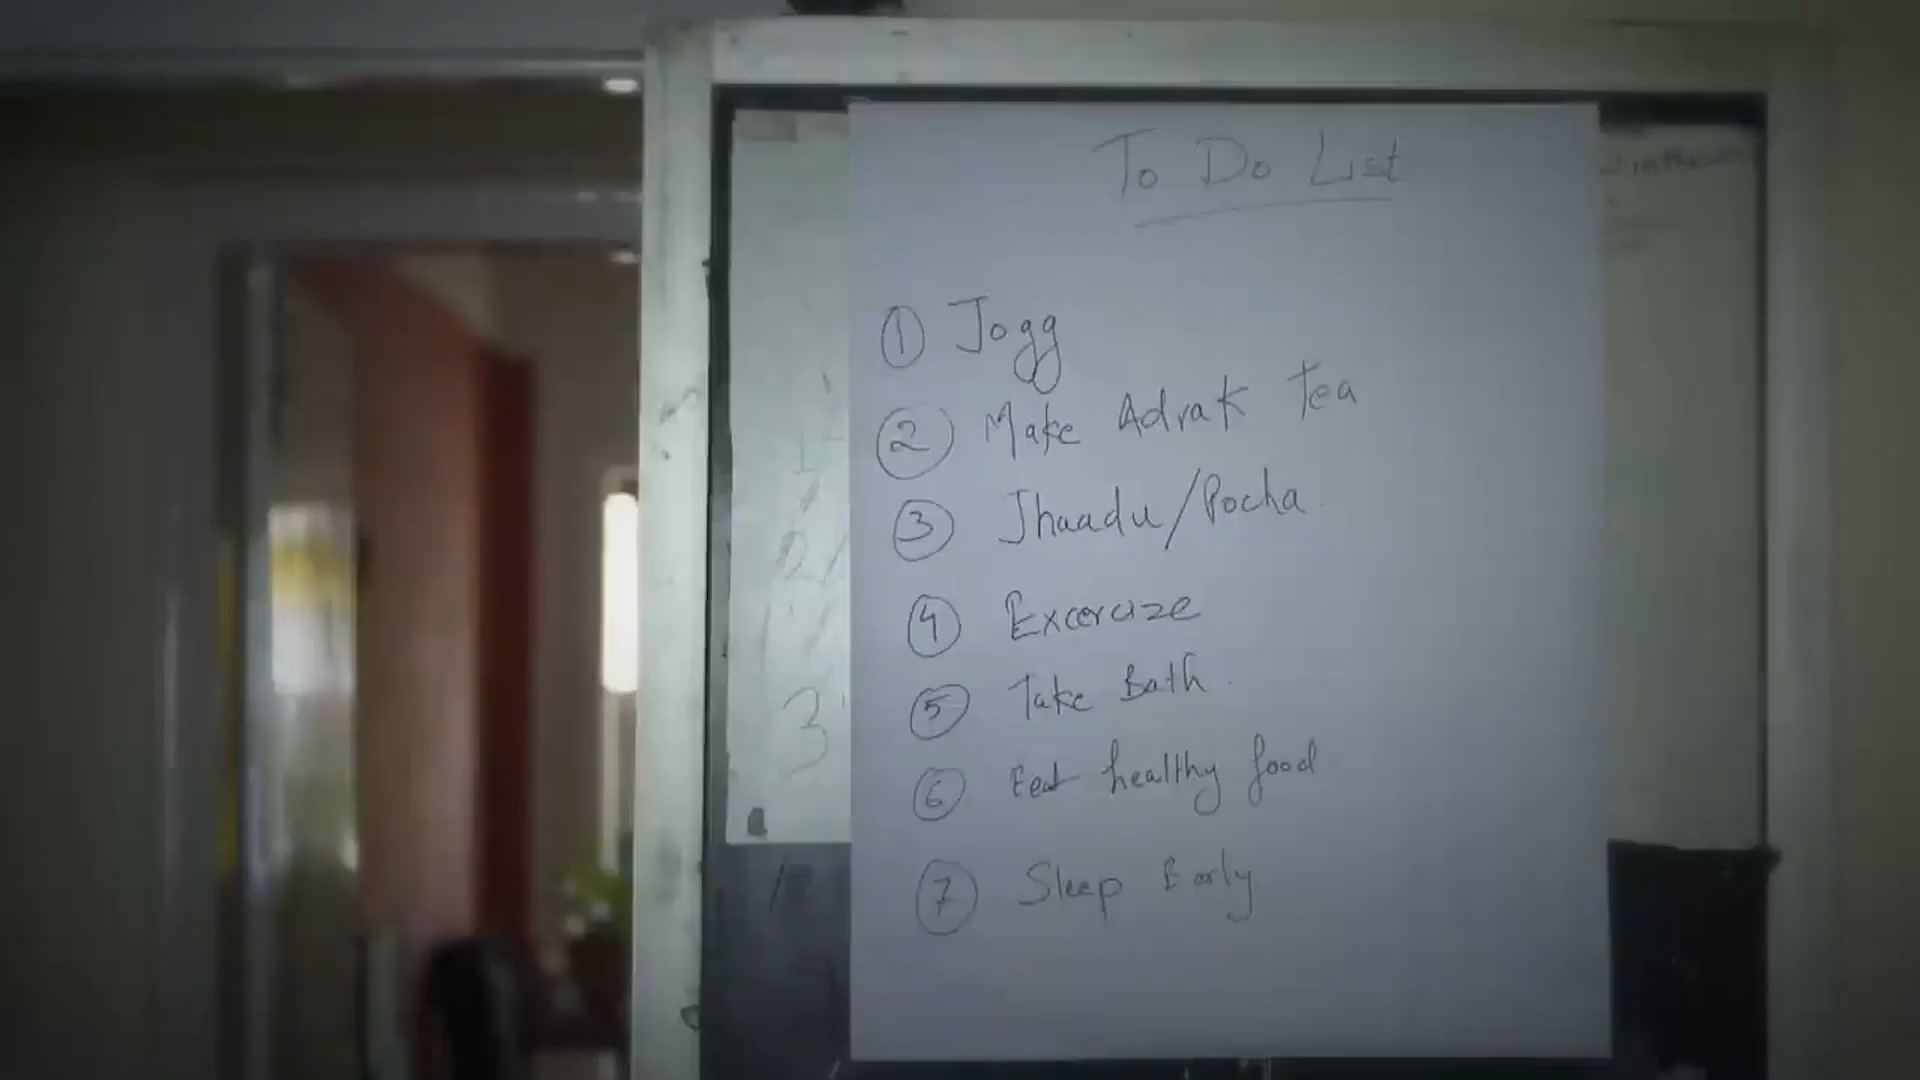 To Do List
① Jogg
② Make Adrak tea
③ Jhaadu/Pocha
④ Excercize
⑤ Take Bath.
⑥ Eat healthy food
⑦ Sleep Early
3